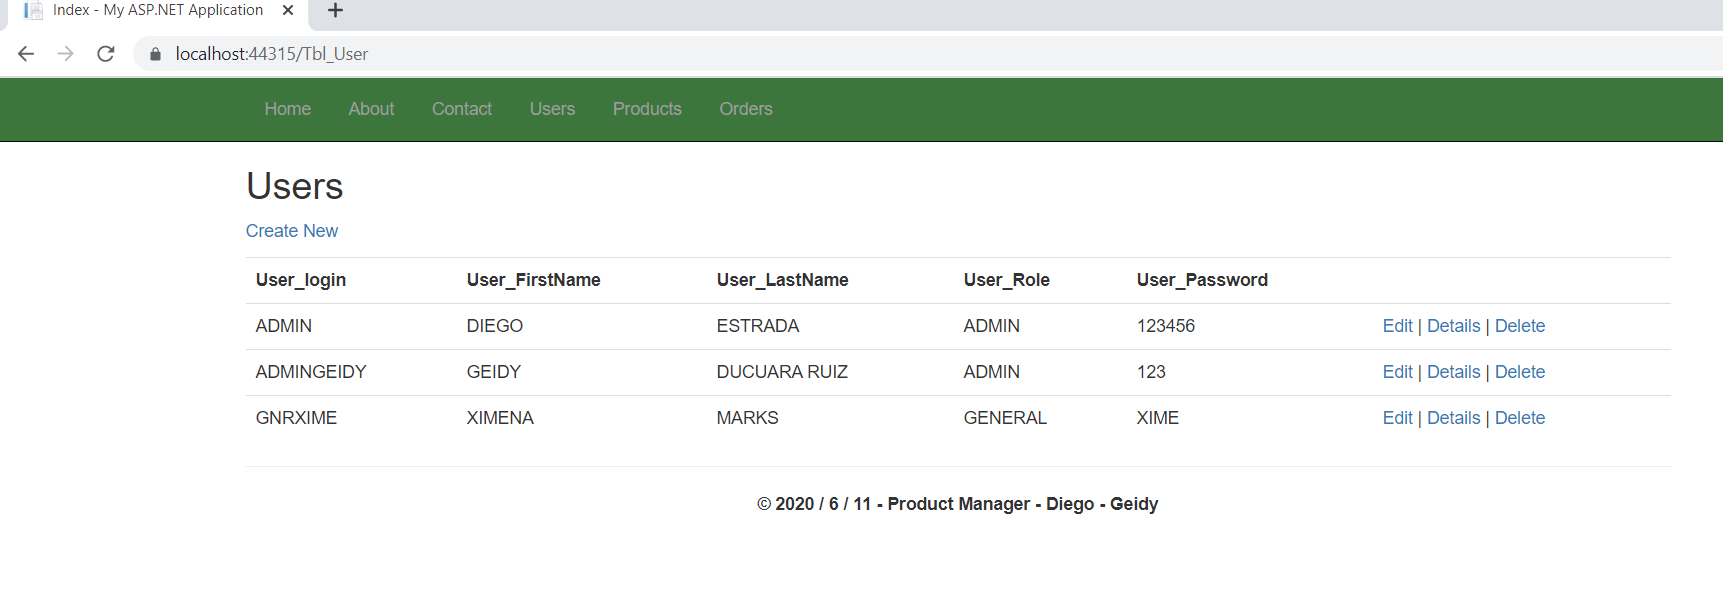 Index - My ASP.NET Application
localhost:44315/Tbl_User
Home About Contact Users Products Orders
Users
Create New
User_login User_FirstName User_LastName User_Role User_Password
ADMIN DIEGO ESTRADA ADMIN 123456 Edit | Details | Delete
ADMINGEIDY GEIDY DUCUARA RUIZ ADMIN 123 Edit | Details | Delete
GNRXIME XIMENA MARKS GENERAL XIME Edit | Details | Delete
© 2020 / 6 / 11 - Product Manager - Diego - Geidy